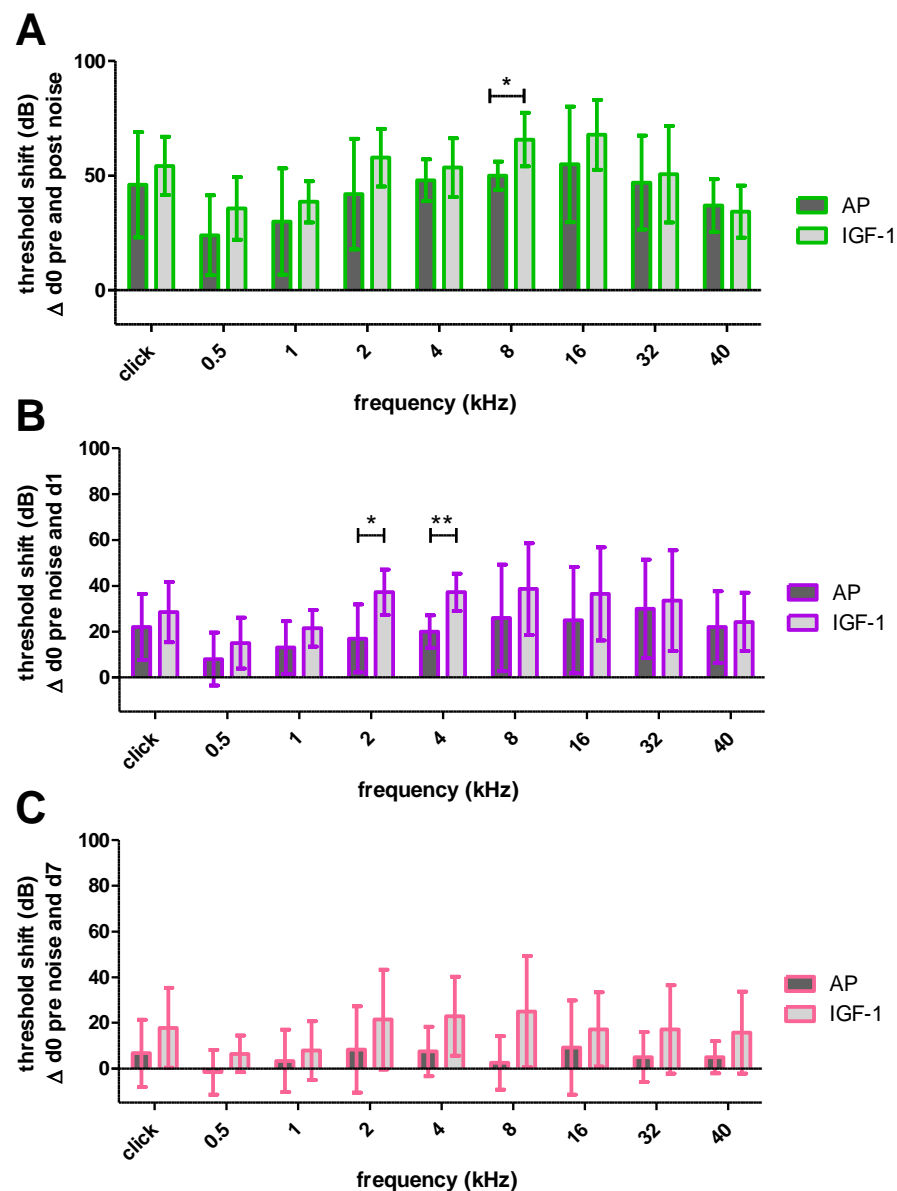 A
threshold shift (dB)
Δ d0 pre and post noise
100
50
0
*
click
0.5
1
2
4
8
16
32
40
frequency (kHz)
AP
IGF-1
B
threshold shift (dB)
Δ d0 pre noise and d1
100
80
60
40
20
0
*
**
click
0.5
1
2
4
8
16
32
40
frequency (kHz)
AP
IGF-1
C
threshold shift (dB)
Δ d0 pre noise and d7
100
80
60
40
20
0
click
0.5
1
2
4
8
16
32
40
frequency (kHz)
AP
IGF-1